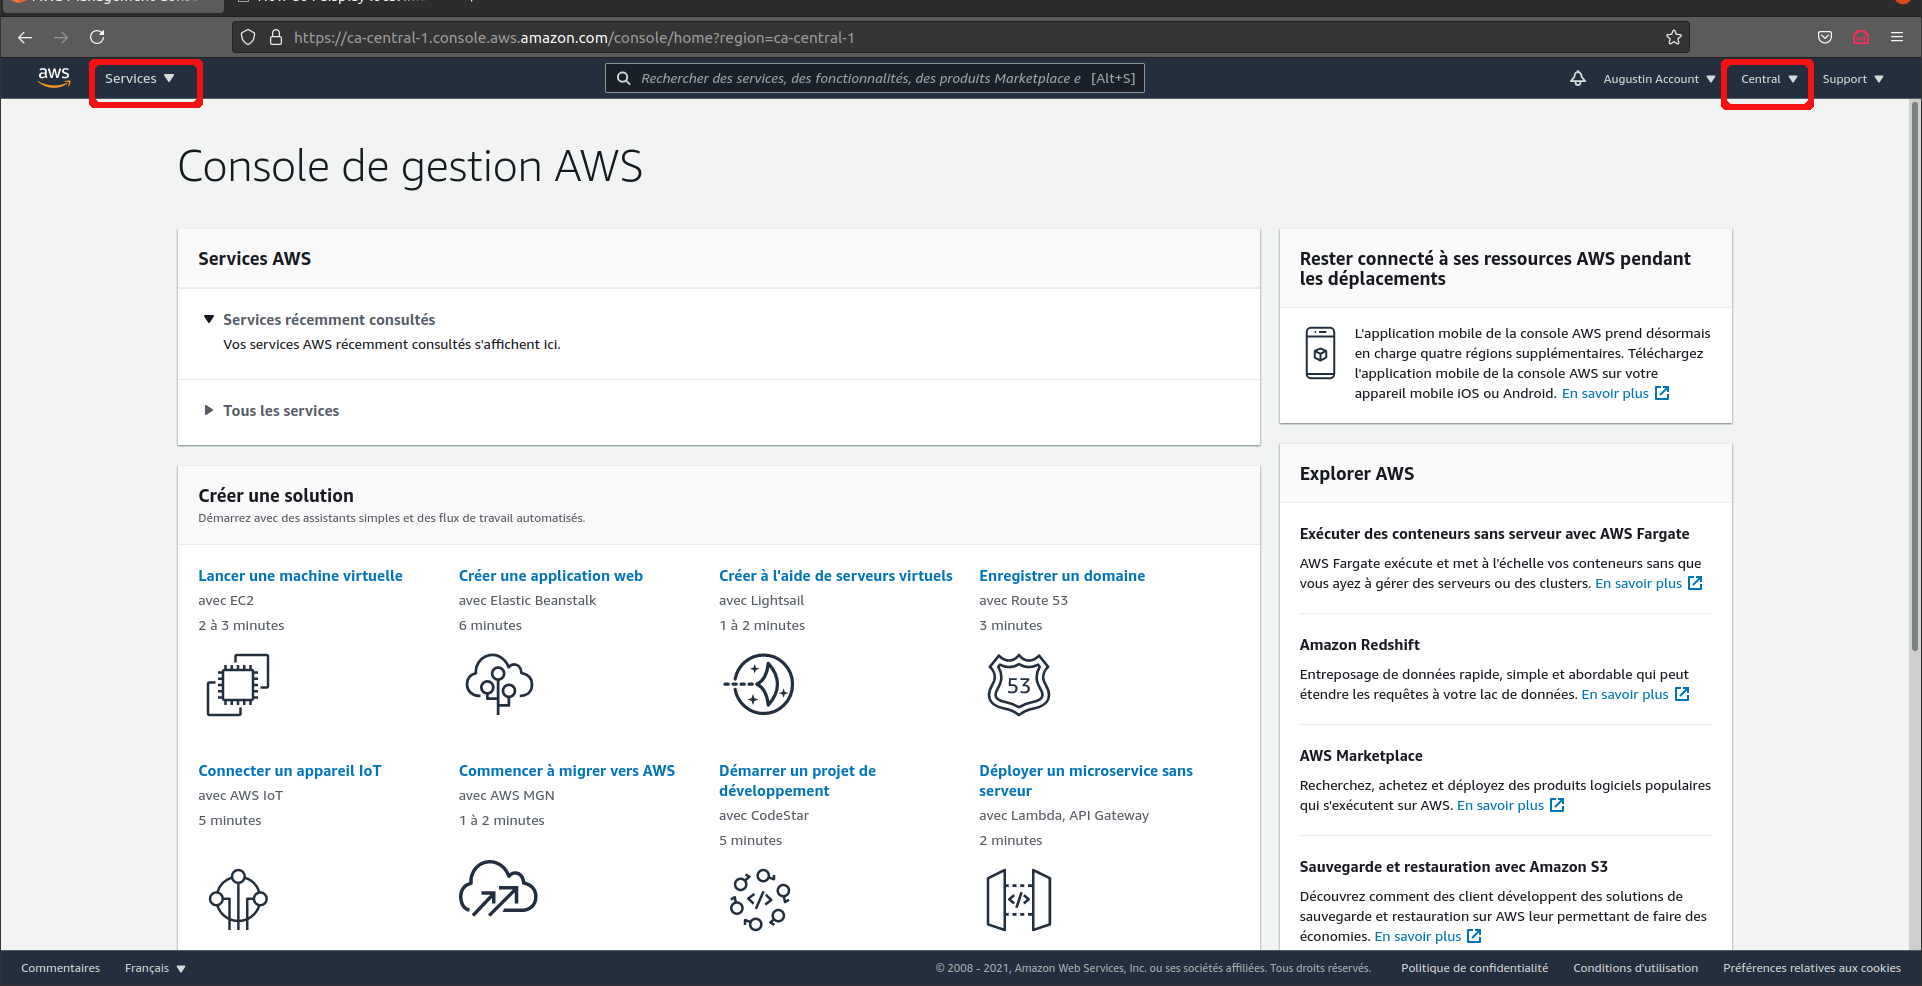 https://ca-central-1.console.aws.amazon.com/console/home?region=ca-central-1
aws
Services
Rechercher des services, des fonctionnalités, des produits Marketplace e [Alt+S]
Augustin Account
Central
Support
Console de gestion AWS
Services AWS
Services récemment consultés
Vos services AWS récemment consultés s'affichent ici.
Tous les services
Créer une solution
Démarrez avec des assistants simples et des flux de travail automatisés.
Lancer une machine virtuelle
avec EC2
2 à 3 minutes
Créer une application web
avec Elastic Beanstalk
6 minutes
Créer à l'aide de serveurs virtuels
avec Lightsail
1 à 2 minutes
Enregistrer un domaine
avec Route 53
3 minutes
53
Connecter un appareil IoT
avec AWS IoT
5 minutes
Commencer à migrer vers AWS
avec AWS MGN
1 à 2 minutes
Démarrer un projet de
développement
avec CodeStar
5 minutes
</>
Déployer un microservice sans
serveur
avec Lambda, API Gateway
2 minutes
</>
Rester connecté à ses ressources AWS pendant
les déplacements
L'application mobile de la console AWS prend désormais
en charge quatre régions supplémentaires. Téléchargez
l'application mobile de la console AWS sur votre
appareil mobile iOS ou Android. En savoir plus
Explorer AWS
Exécuter des conteneurs sans serveur avec AWS Fargate
AWS Fargate exécute et met à l'échelle vos conteneurs sans que
vous ayez à gérer des serveurs ou des clusters. En savoir plus
Amazon Redshift
Entreposage de données rapide, simple et abordable qui peut
étendre les requêtes à votre lac de données. En savoir plus
AWS Marketplace
Recherchez, achetez et déployez des produits logiciels populaires
qui s'exécutent sur AWS. En savoir plus
Sauvegarde et restauration avec Amazon S3
Découvrez comment des client développent des solutions de
sauvegarde et restauration sur AWS leur permettant de faire des
économies. En savoir plus
Commentaires
Français
© 2008 - 2021, Amazon Web Services, Inc. ou ses sociétés affiliées. Tous droits réservés.
Politique de confidentialité
Conditions d'utilisation
Préférences relatives aux cookies